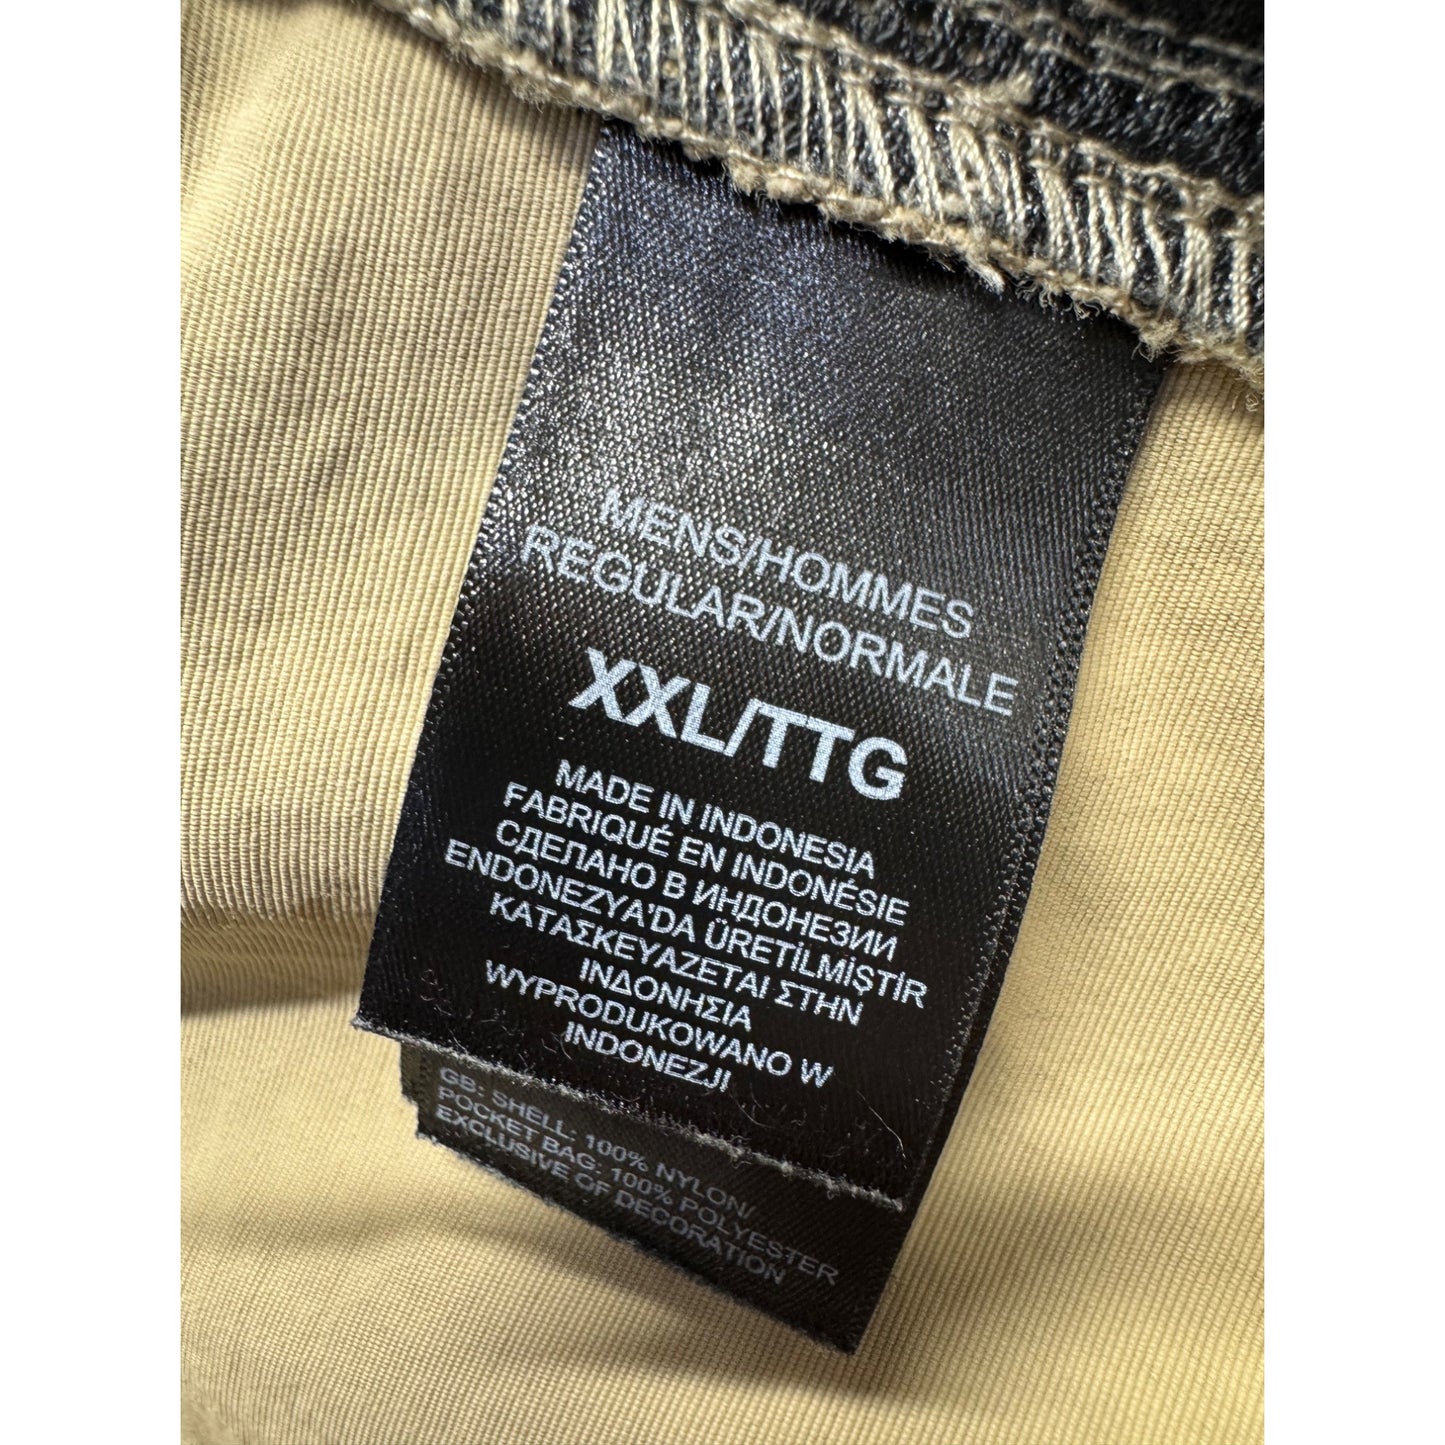 MENS/HOMMES
REGULAR/NORMALE
XXL/TTG
MADE IN INDONESIA
FABRIQUÉ EN INDONÉSIE
СДЕЛАНО В ИНДОНЕЗИИ
ENDONEZYA'DA ÜRETİLMİŞTİR
ΚΑΤΑΣΚΕΥΑΖΕΤΑΙ ΣΤΗΝ
ΙΝΔΟΝΗΣΙΑ
WYPRODUKOWANO W
INDONEZJI
GB: SHELL: 100% NYLON/
POCKET BAG: 100% POLYESTER
EXCLUSIVE OF DECORATION